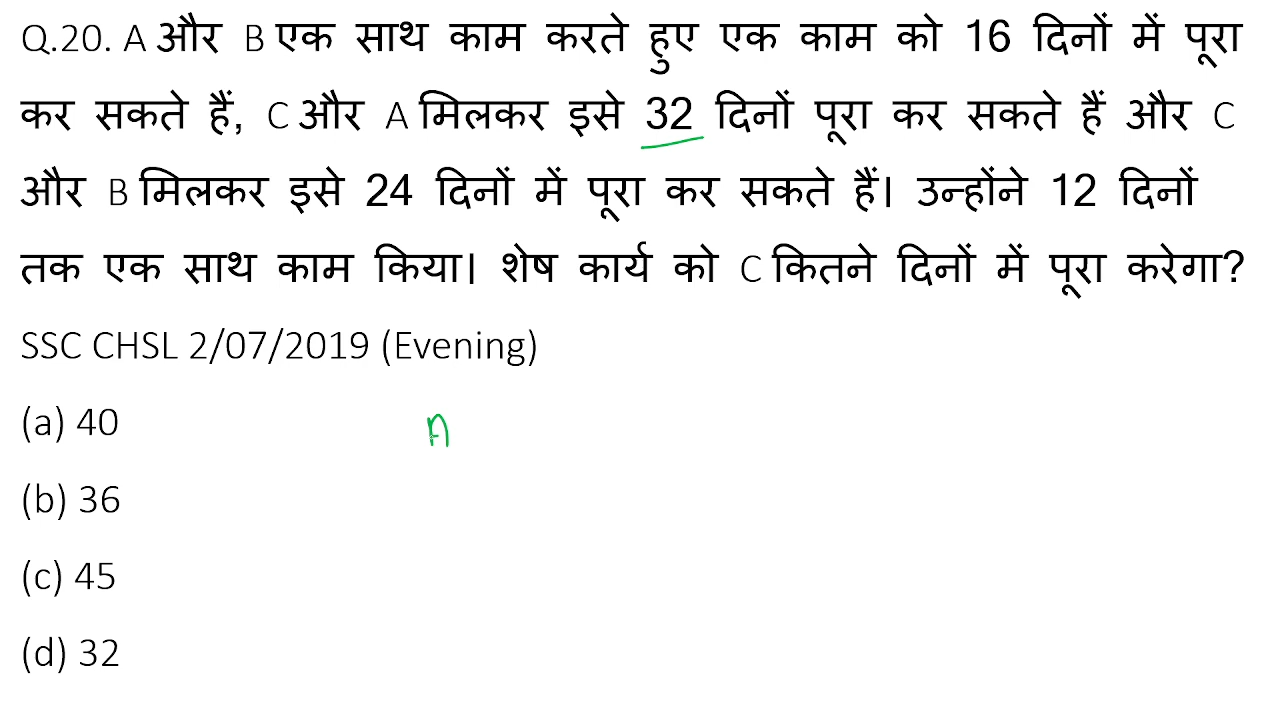 Q.20. A और B एक साथ काम करते हुए एक काम को 16 दिनों में पूरा
कर सकते हैं, C और A मिलकर इसे 32 दिनों पूरा कर सकते हैं और C
और B मिलकर इसे 24 दिनों में पूरा कर सकते हैं। उन्होंने 12 दिनों
तक एक साथ काम किया। शेष कार्य को C कितने दिनों में पूरा करेगा?
SSC CHSL 2/07/2019 (Evening)
(a) 40
A
(b) 36
(c) 45
(d) 32